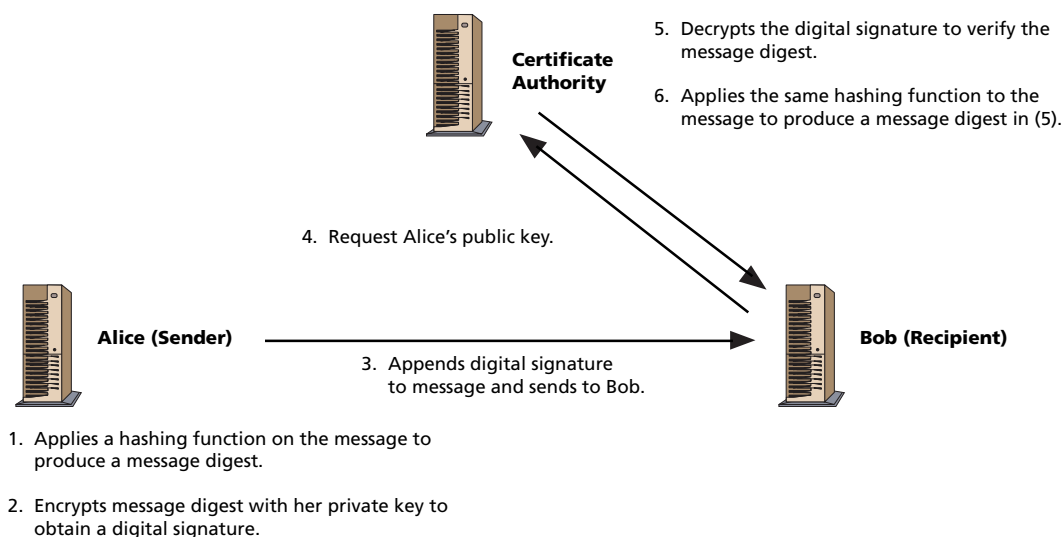 Certificate
Authority
5. Decrypts the digital signature to verify the
message digest.
6. Applies the same hashing function to the
message to produce a message digest in (5).
4. Request Alice’s public key.
Alice (Sender)
Bob (Recipient)
3. Appends digital signature
to message and sends to Bob.
1. Applies a hashing function on the message to
produce a message digest.
2. Encrypts message digest with her private key to
obtain a digital signature.